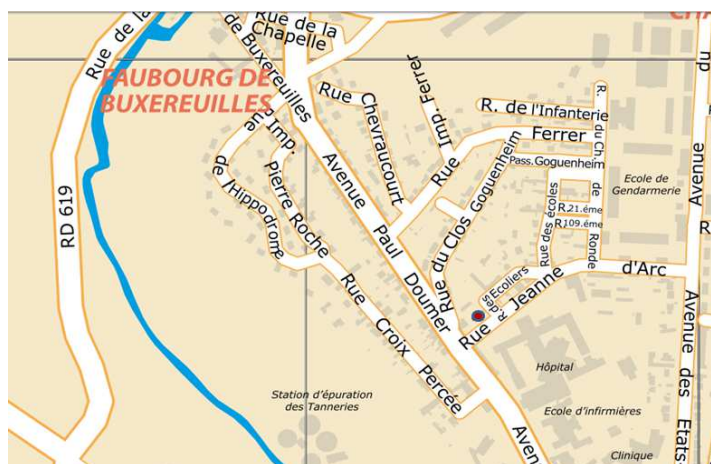 Rue de la
Rue de la
Chapelle
CHA
de Buxereuilles
FAUBOURG DE
BUXEREUILLES
Rue Chevraucourt
Imp. Ferrer
R. de l'Infanterie
Rue Ferrer
R. du Ch. de Ronde
Avenue
du
Pass. Goguenheim
Ecole de
Gendarmerie
Rue de l'Hippodrome
Imp. Pierre Roche
Avenue Paul Doumer
Rue du Clos Goguenheim
Rue des écoles
R. 21.éme
R 109.éme
R
RD 619
R. des Ecoliers
Rue Jeanne d'Arc
Rue Croix Percée
Avenue des Etats
Hôpital
Station d'épuration
des Tanneries
Ecole d'infirmières
Aven
Clinique